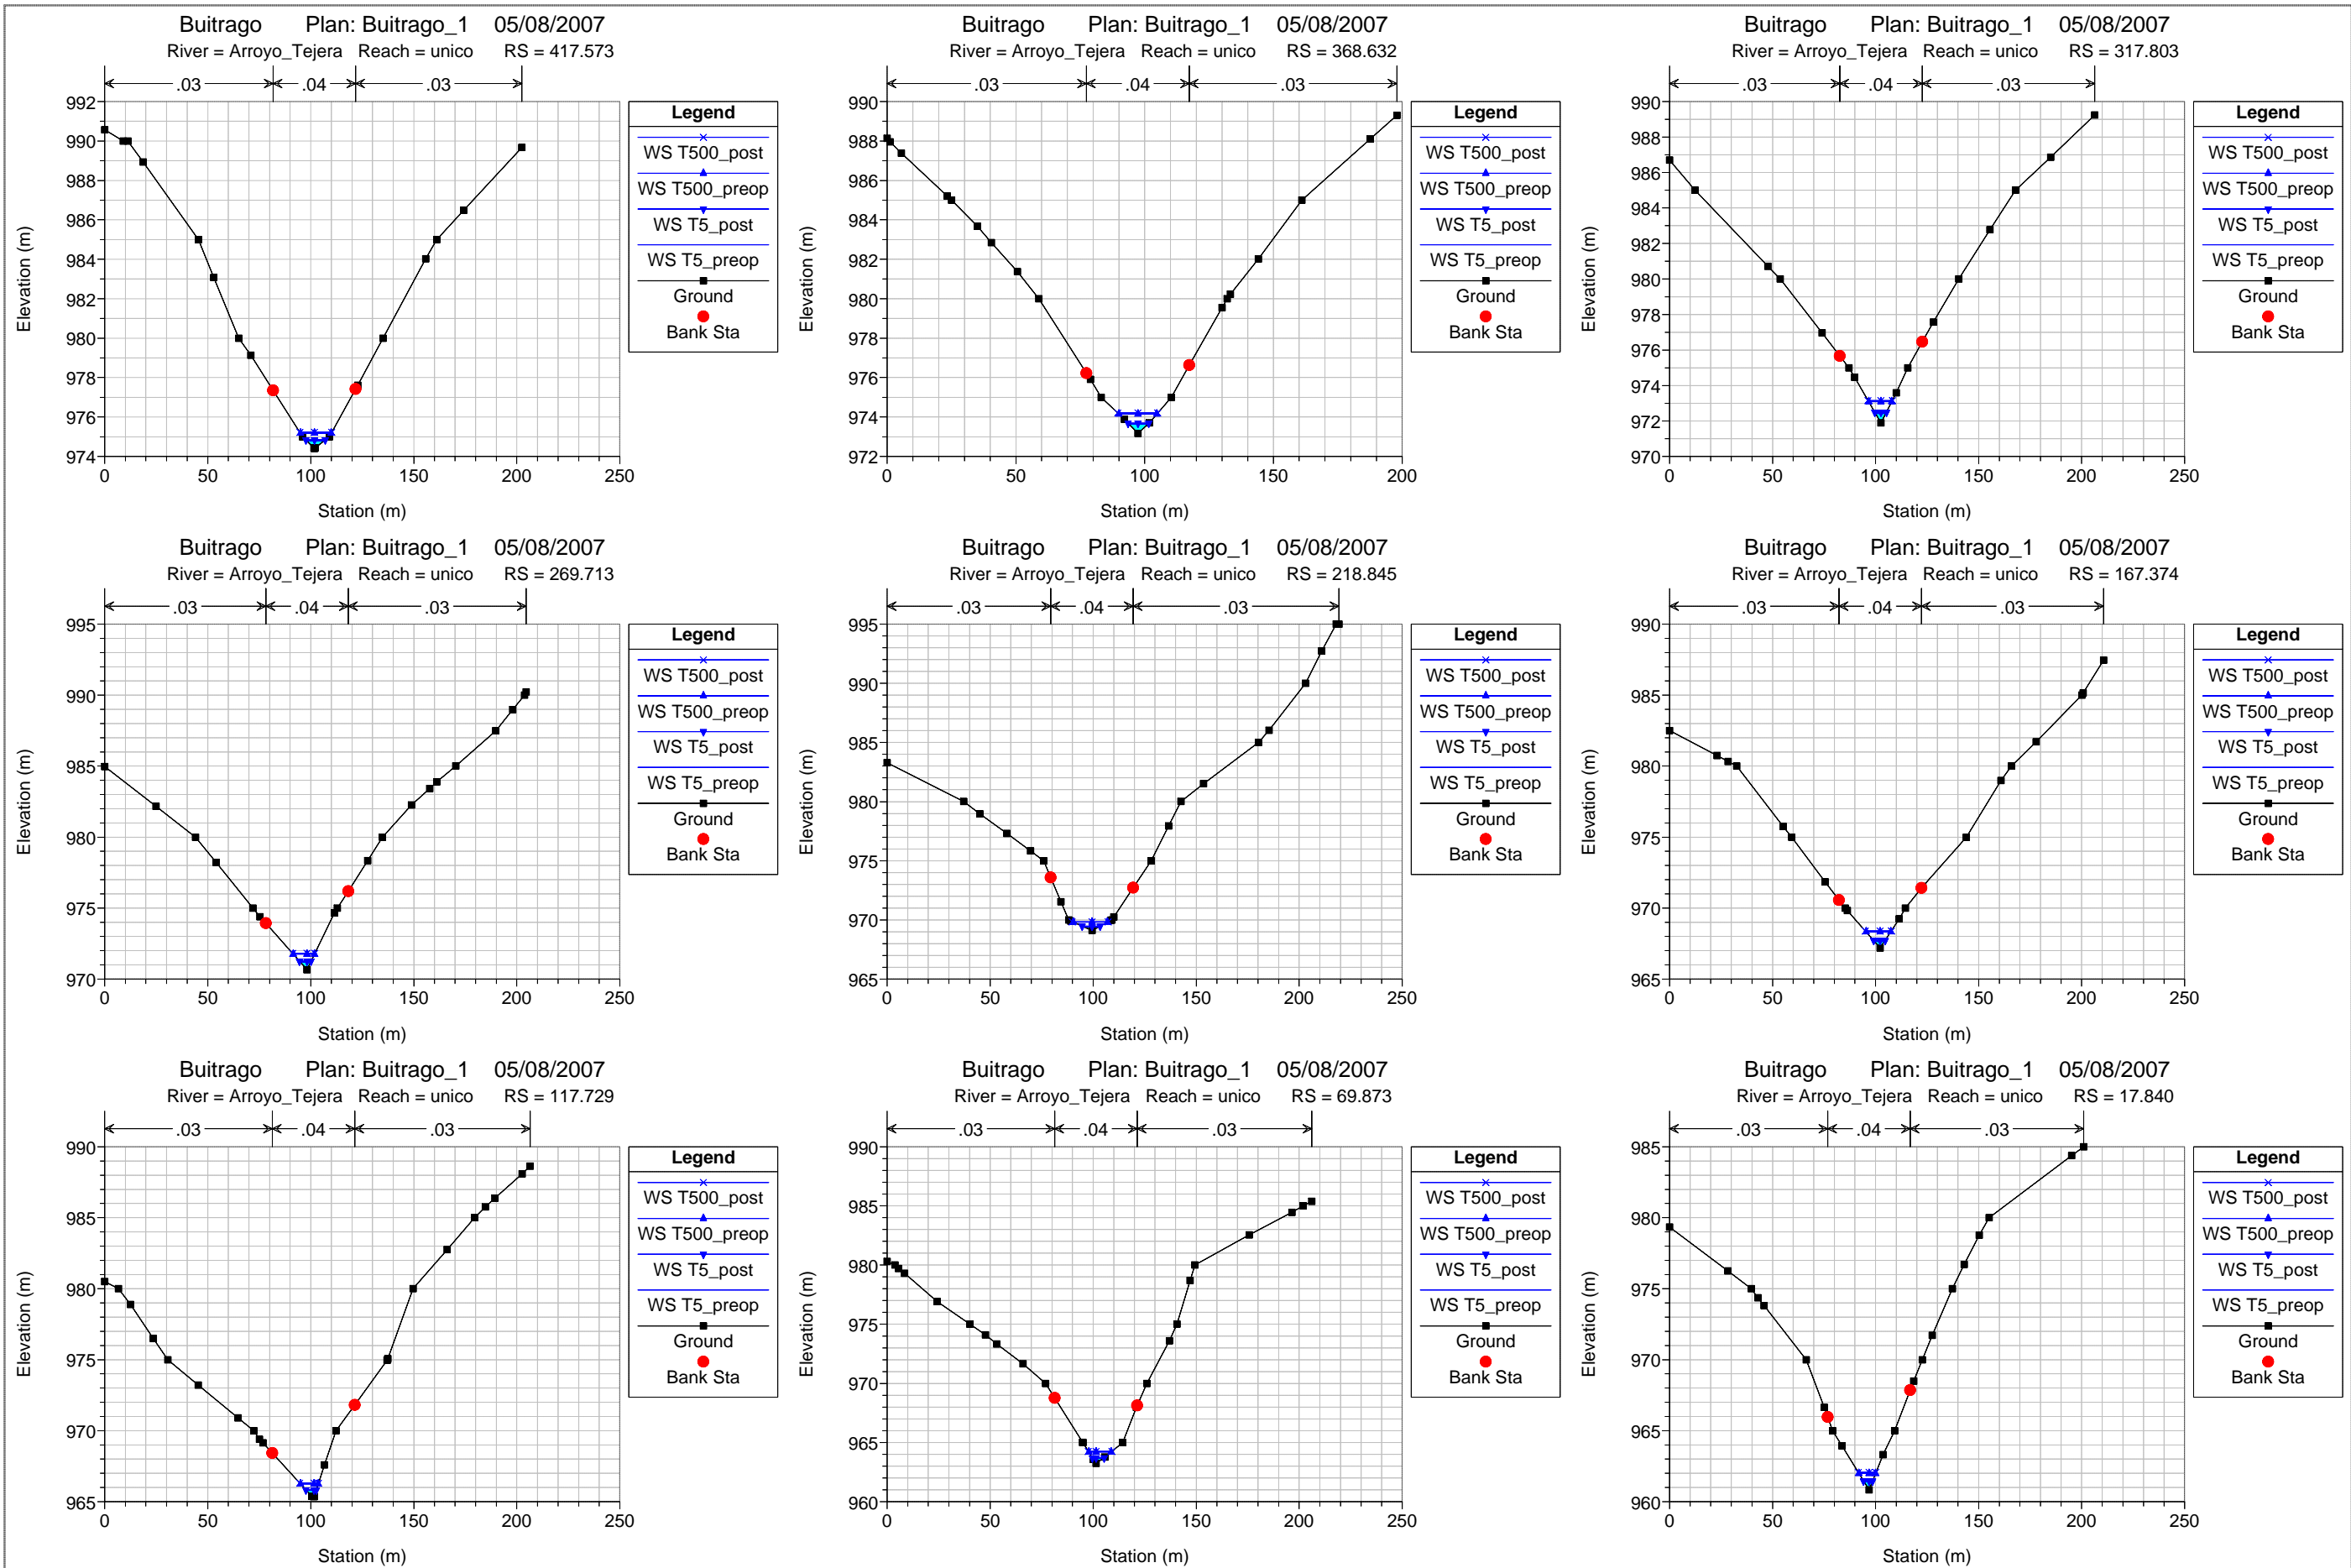 Buitrago Plan: Buitrago_1 05/08/2007
River = Arroyo_Tejera Reach = unico RS = 417.573
.03 .04 .03
992
990
988
986
984
982
980
978
976
974
0 50 100 150 200 250
Station (m)
Elevation (m)
Legend
WS T500_post
WS T500_preop
WS T5_post
WS T5_preop
Ground
Bank Sta
Buitrago Plan: Buitrago_1 05/08/2007
River = Arroyo_Tejera Reach = unico RS = 368.632
.03 .04 .03
990
988
986
984
982
980
978
976
974
972
0 50 100 150 200
Station (m)
Elevation (m)
Legend
WS T500_post
WS T500_preop
WS T5_post
WS T5_preop
Ground
Bank Sta
Buitrago Plan: Buitrago_1 05/08/2007
River = Arroyo_Tejera Reach = unico RS = 317.803
.03 .04 .03
990
988
986
984
982
980
978
976
974
972
970
0 50 100 150 200 250
Station (m)
Elevation (m)
Legend
WS T500_post
WS T500_preop
WS T5_post
WS T5_preop
Ground
Bank Sta
Buitrago Plan: Buitrago_1 05/08/2007
River = Arroyo_Tejera Reach = unico RS = 269.713
.03 .04 .03
995
990
985
980
975
970
0 50 100 150 200 250
Station (m)
Elevation (m)
Legend
WS T500_post
WS T500_preop
WS T5_post
WS T5_preop
Ground
Bank Sta
Buitrago Plan: Buitrago_1 05/08/2007
River = Arroyo_Tejera Reach = unico RS = 218.845
.03 .04 .03
995
990
985
980
975
970
965
0 50 100 150 200 250
Station (m)
Elevation (m)
Legend
WS T500_post
WS T500_preop
WS T5_post
WS T5_preop
Ground
Bank Sta
Buitrago Plan: Buitrago_1 05/08/2007
River = Arroyo_Tejera Reach = unico RS = 167.374
.03 .04 .03
990
985
980
975
970
965
0 50 100 150 200 250
Station (m)
Elevation (m)
Legend
WS T500_post
WS T500_preop
WS T5_post
WS T5_preop
Ground
Bank Sta
Buitrago Plan: Buitrago_1 05/08/2007
River = Arroyo_Tejera Reach = unico RS = 117.729
.03 .04 .03
990
985
980
975
970
965
0 50 100 150 200 250
Station (m)
Elevation (m)
Legend
WS T500_post
WS T500_preop
WS T5_post
WS T5_preop
Ground
Bank Sta
Buitrago Plan: Buitrago_1 05/08/2007
River = Arroyo_Tejera Reach = unico RS = 69.873
.03 .04 .03
990
985
980
975
970
965
960
0 50 100 150 200 250
Station (m)
Elevation (m)
Legend
WS T500_post
WS T500_preop
WS T5_post
WS T5_preop
Ground
Bank Sta
Buitrago Plan: Buitrago_1 05/08/2007
River = Arroyo_Tejera Reach = unico RS = 17.840
.03 .04 .03
985
980
975
970
965
960
0 50 100 150 200 250
Station (m)
Elevation (m)
Legend
WS T500_post
WS T500_preop
WS T5_post
WS T5_preop
Ground
Bank Sta